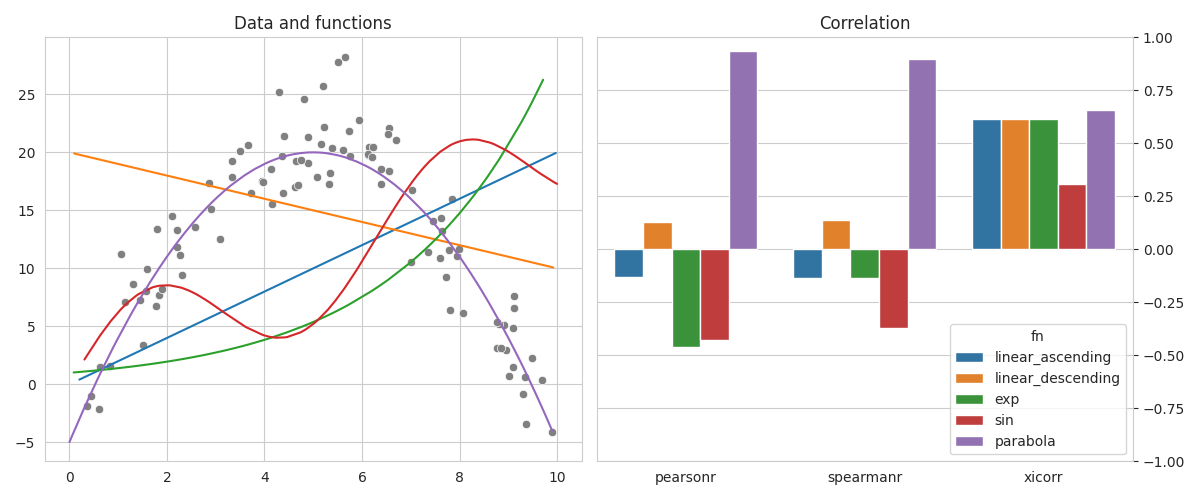 Data and functions
25
20
15
10
5
0
−5
0 2 4 6 8 10
Correlation
1.00
0.75
0.50
0.25
0.00
−0.25
−0.50
−0.75
−1.00
fn
linear_ascending
linear_descending
exp
sin
parabola
pearsonr spearmanr xicorr